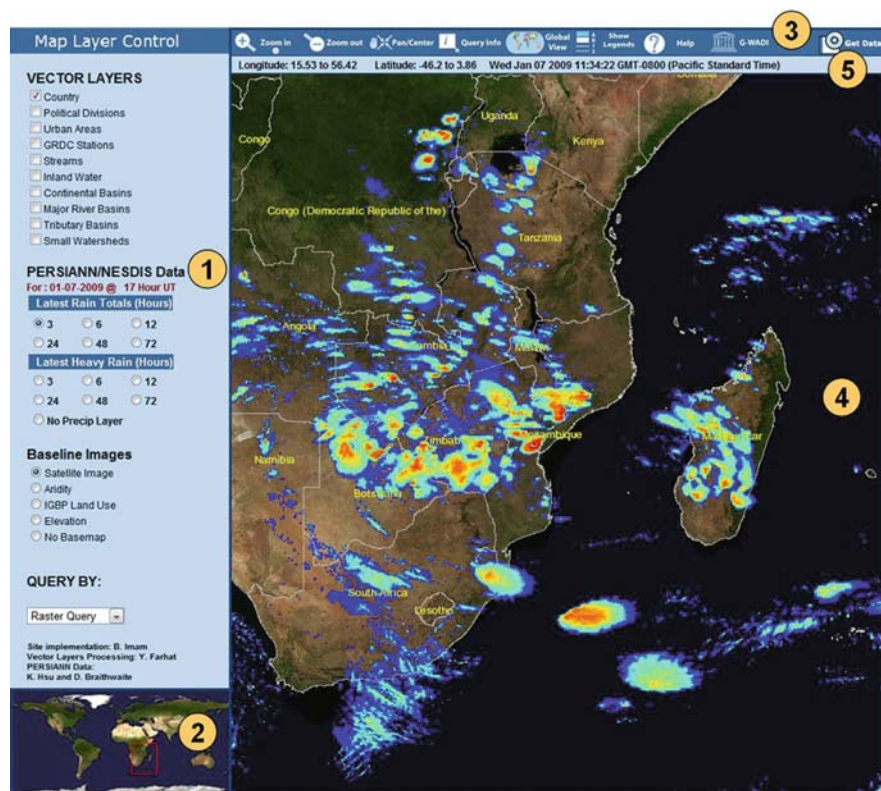 Map Layer Control
Zoom in
Zoom out
Pan/Center
Query Info
Global View
Show Legends
Help
G-WADI
3
Get Data
Longitude: 15.53 to 56.42 Latitude: -46.2 to 3.86 Wed Jan 07 2009 11:34:22 GMT-0800 (Pacific Standard Time)
5
VECTOR LAYERS
Country
Political Divisions
Urban Areas
GRDC Stations
Streams
Inland Water
Continental Basins
Major River Basins
Tributary Basins
Small Watersheds
PERSIANN/NESDIS Data
1
For : 01-07-2009 @ 17 Hour UT
Latest Rain Totals (Hours)
3 6 12
24 48 72
Latest Heavy Rain (Hours)
3 6 12
24 48 72
No Precip Layer
Baseline Images
Satellite Image
Aridity
IGBP Land Use
Elevation
No Basemap
QUERY BY:
Raster Query
Site implementation: B. Imam
Vector Layers Processing: Y. Farhat
PERSIANN Data:
K. Hsu and D. Braithwaite
2
Uganda
Congo
Kenya
Congo (Democratic Republic of the)
Tanzania
Angola
4
Mozambique
Namibia
Botswana
South Africa
Lesotho